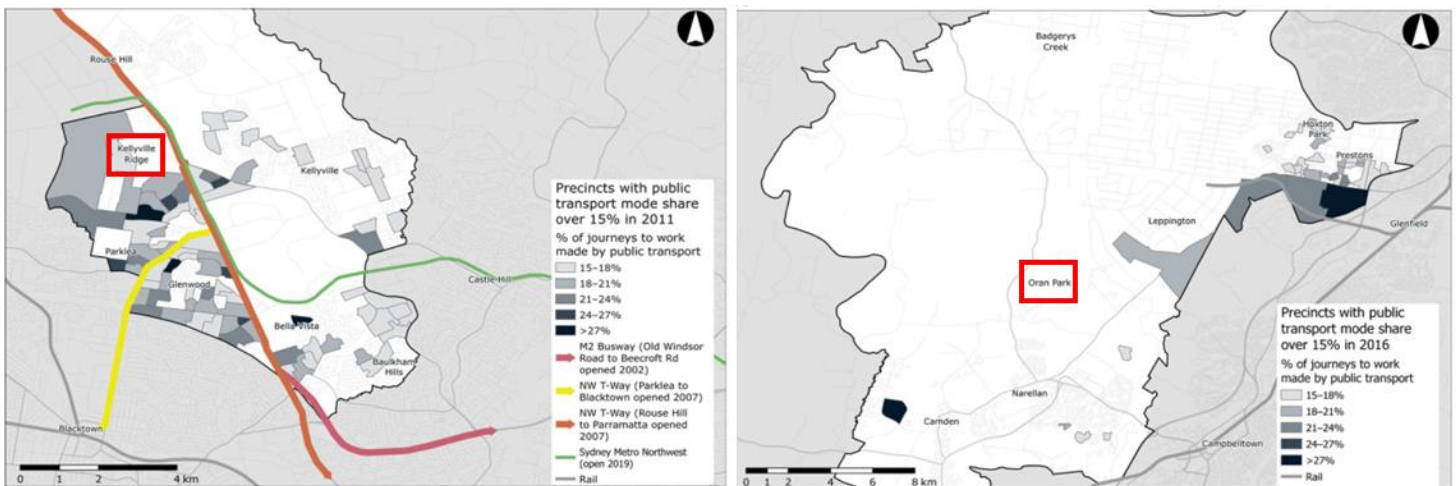 Rouse Hill
Kellyville
Ridge
Kellyville
Parklea
Glenwood
Castle Hill
Bella Vista
Baulkham
Hills
Blacktown
0 1 2 4 km
Precincts with public
transport mode share
over 15% in 2011
% of journeys to work
made by public transport
15–18%
18–21%
21–24%
24–27%
>27%
M2 Busway (Old Windsor
Road to Beecroft Rd
opened 2002)
NW T-Way (Parklea to
Blacktown opened 2007)
NW T-Way (Rouse Hill
to Parramatta opened
2007)
Sydney Metro Northwest
(open 2019)
Rail
Badgerys
Creek
Hoxton
Park
Prestons
Leppington
Glenfield
Oran Park
Narellan
Camden
Campbelltown
0 2 4 6 8 km
Precincts with public
transport mode share
over 15% in 2016
% of journeys to work
made by public transport
15–18%
18–21%
21–24%
24–27%
>27%
Rail